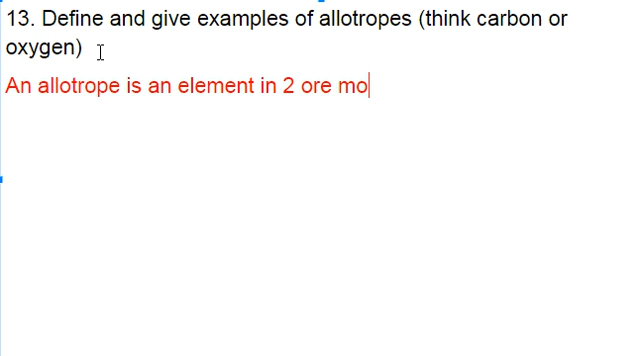 13. Define and give examples of allotropes (think carbon or
oxygen)
An allotrope is an element in 2 ore mo